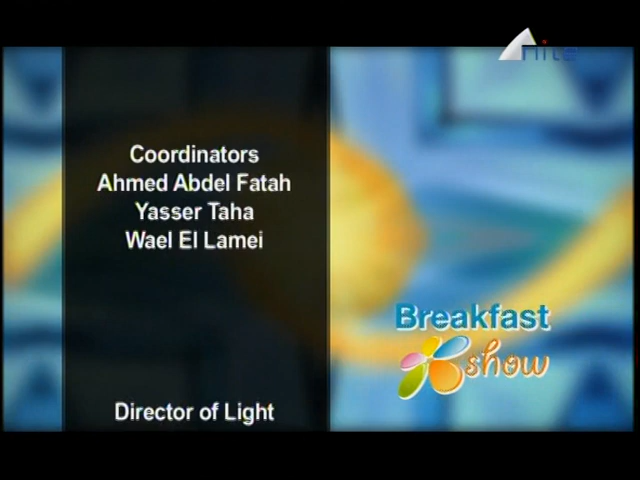 nile
Coordinators
Ahmed Abdel Fatah
Yasser Taha
Wael El Lamei
Breakfast
show
Director of Light